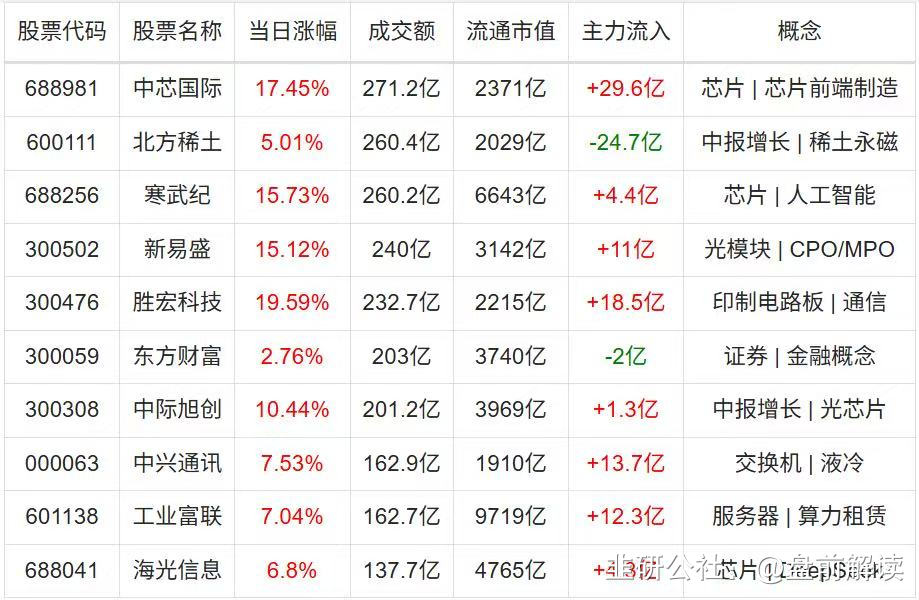 股票代码 股票名称 当日涨幅 成交额 流通市值 主力流入 概念
688981 中芯国际 17.45% 271.2亿 2371亿 +29.6亿 芯片 | 芯片前端制造
600111 北方稀土 5.01% 260.4亿 2029亿 -24.7亿 中报增长 | 稀土永磁
688256 寒武纪 15.73% 260.2亿 6643亿 +4.4亿 芯片 | 人工智能
300502 新易盛 15.12% 240亿 3142亿 +11亿 光模块 | CPO/MPO
300476 胜宏科技 19.59% 232.7亿 2215亿 +18.5亿 印制电路板 | 通信
300059 东方财富 2.76% 203亿 3740亿 -2亿 证券 | 金融概念
300308 中际旭创 10.44% 201.2亿 3969亿 +1.3亿 中报增长 | 光芯片
000063 中兴通讯 7.53% 162.9亿 1910亿 +13.7亿 交换机 | 液冷
601138 工业富联 7.04% 162.7亿 9719亿 +12.3亿 服务器 | 算力租赁
688041 海光信息 6.8% 137.7亿 4765亿 +4.3亿 芯片 | DeepSeek
韭研公社 @盘前解读